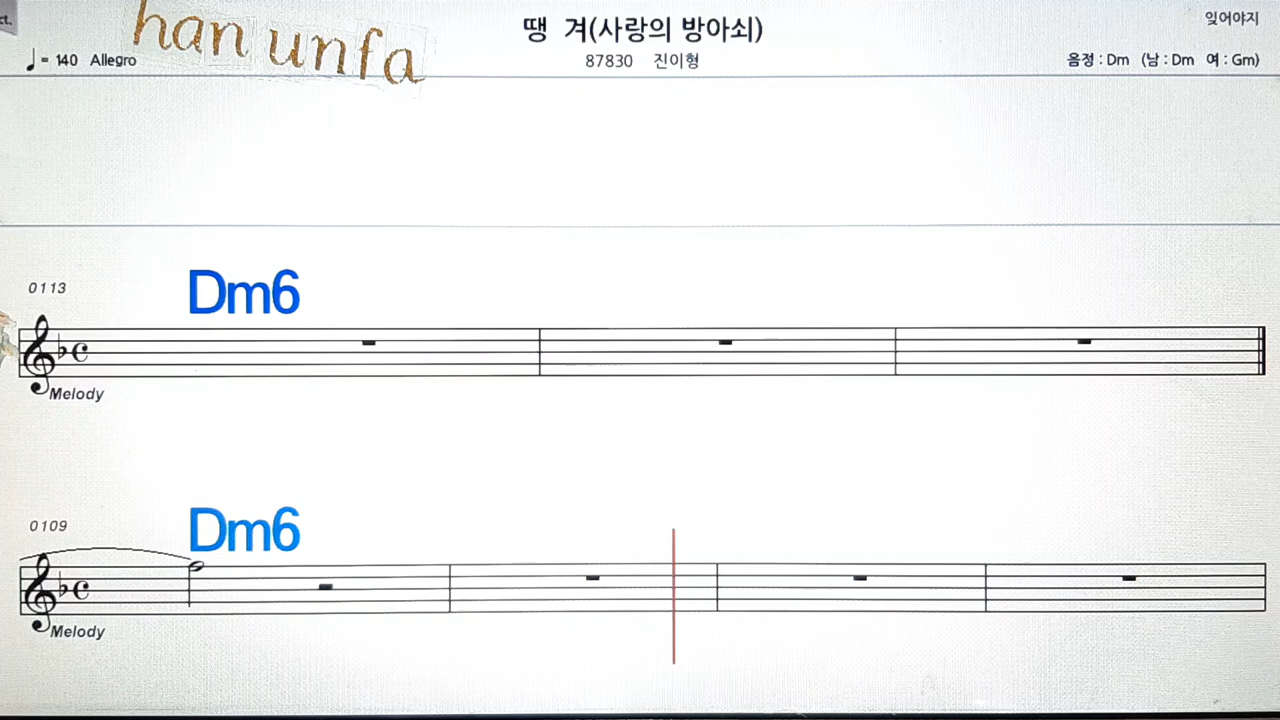 ct.
han unfa
땡 겨(사랑의 방아쇠)
잊어야지
♩= 140 Allegro
87830 진이형
음정 : Dm (남 : Dm 여 : Gm)
0113
Dm6
Melody
0109
Dm6
Melody